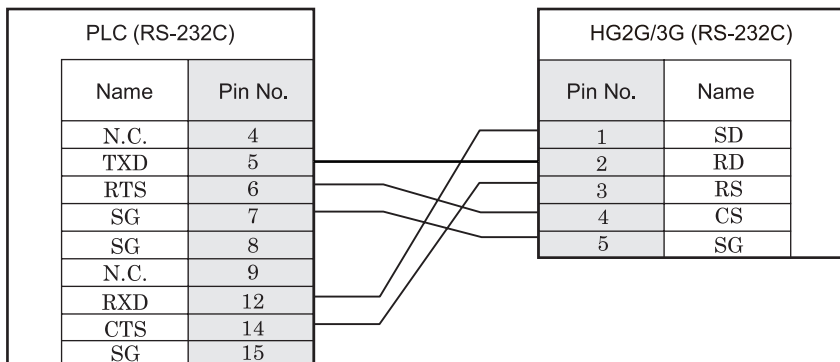 PLC (RS-232C)
Name Pin No.
N.C. 4
TXD 5
RTS 6
SG 7
SG 8
N.C. 9
RXD 12
CTS 14
SG 15
HG2G/3G (RS-232C)
Pin No. Name
1 SD
2 RD
3 RS
4 CS
5 SG